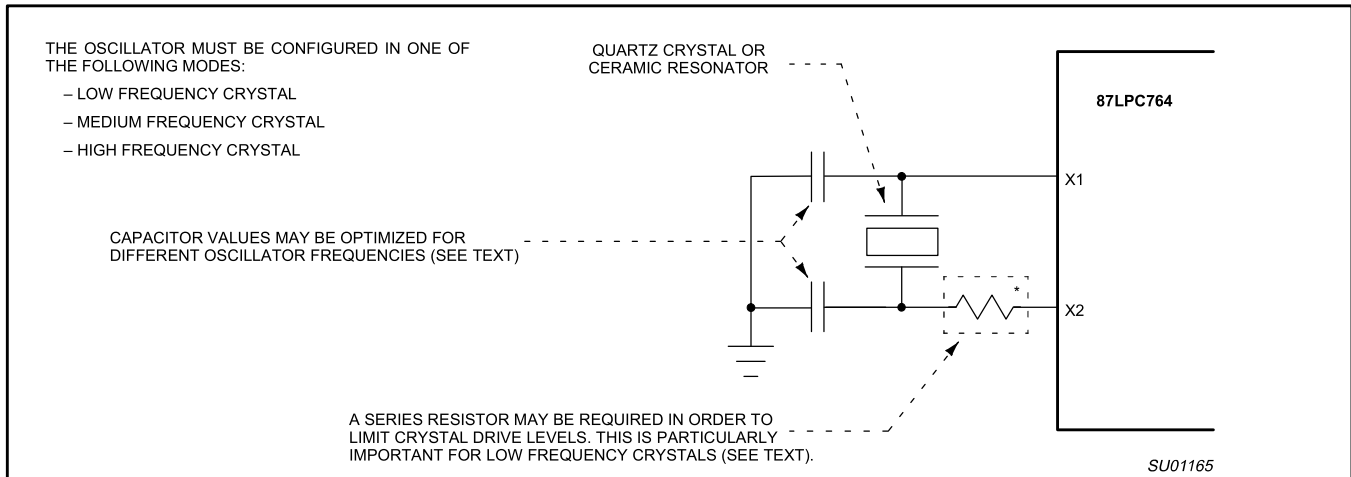 THE OSCILLATOR MUST BE CONFIGURED IN ONE OF
THE FOLLOWING MODES:
– LOW FREQUENCY CRYSTAL
– MEDIUM FREQUENCY CRYSTAL
– HIGH FREQUENCY CRYSTAL
QUARTZ CRYSTAL OR
CERAMIC RESONATOR
87LPC764
X1
CAPACITOR VALUES MAY BE OPTIMIZED FOR
DIFFERENT OSCILLATOR FREQUENCIES (SEE TEXT)
*
X2
A SERIES RESISTOR MAY BE REQUIRED IN ORDER TO
LIMIT CRYSTAL DRIVE LEVELS. THIS IS PARTICULARLY
IMPORTANT FOR LOW FREQUENCY CRYSTALS (SEE TEXT).
SU01165